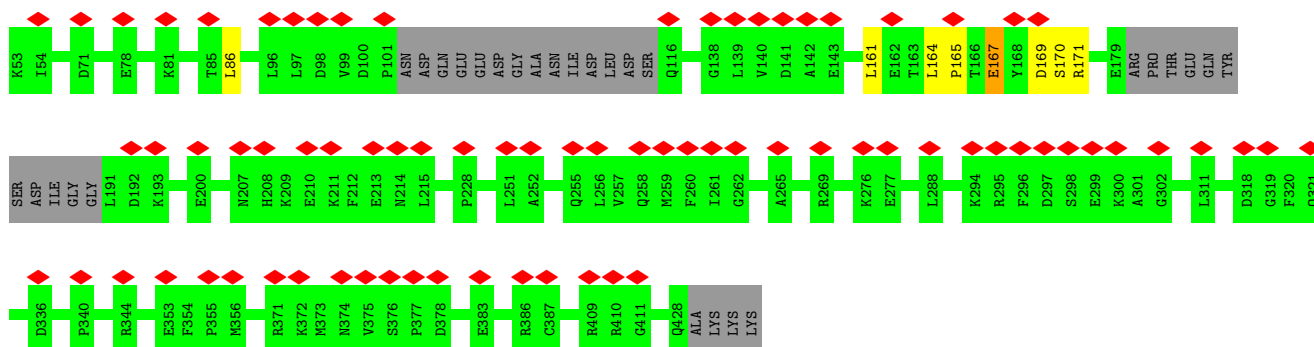 K53 I54 D71 E78 K81 T85 L86 L96 L97 D98 V99 D100 P101 ASN ASP GLN GLU GLU ASP GLY ALA ASN ILE ASP LEU ASP SER Q116 G138 L139 V140 D141 A142 E143 L161 E162 T163 L164 P165 T166 E167 Y168 D169 S170 R171 E179 ARG PRO THR GLU GLN TYR
SER ASP ILE GLY GLY L191 D192 K193 E200 N207 H208 K209 E210 K211 F212 E213 N214 L215 P228 L251 A252 Q255 L256 V257 Q258 M259 F260 I261 G262 A265 R269 K276 E277 L288 K294 R295 F296 D297 S298 E299 K300 A301 G302 L311 D318 G319 F320 Q321
D336 P340 R344 E353 F354 P355 M356 R371 K372 M373 N374 V375 S376 P377 D378 E383 R386 C387 R409 R410 G411 Q428 ALA LYS LYS LYS